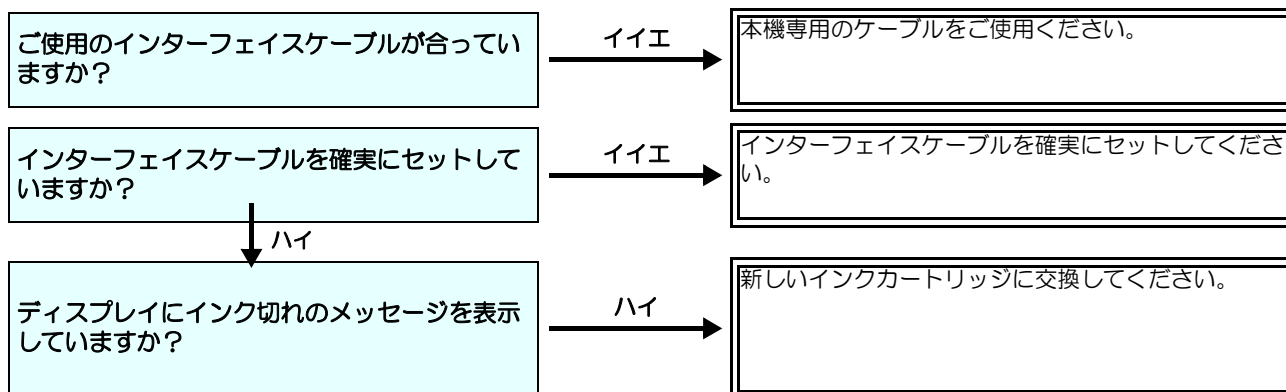 ご使用のインターフェイスケーブルが合ってい
ますか？
イイエ
本機専用のケーブルをご使用ください。
インターフェイスケーブルを確実にセットして
いますか？
イイエ
インターフェイスケーブルを確実にセットしてくださ
い。
ハイ
ディスプレイにインク切れのメッセージを表示
していますか？
ハイ
新しいインクカートリッジに交換してください。